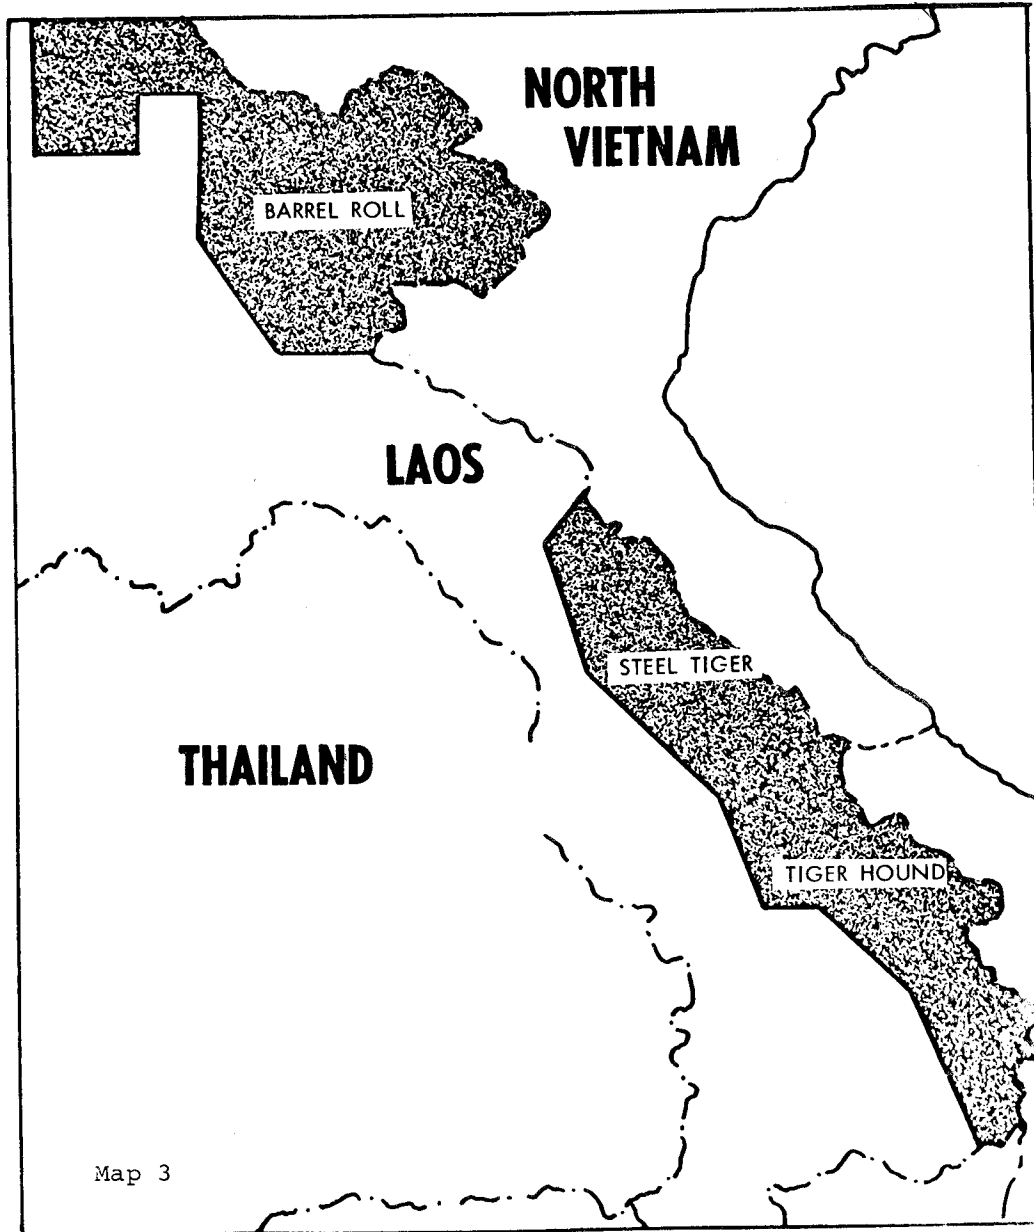 NORTH
VIETNAM
BARREL ROLL
LAOS
STEEL TIGER
THAILAND
TIGER HOUND
Map 3